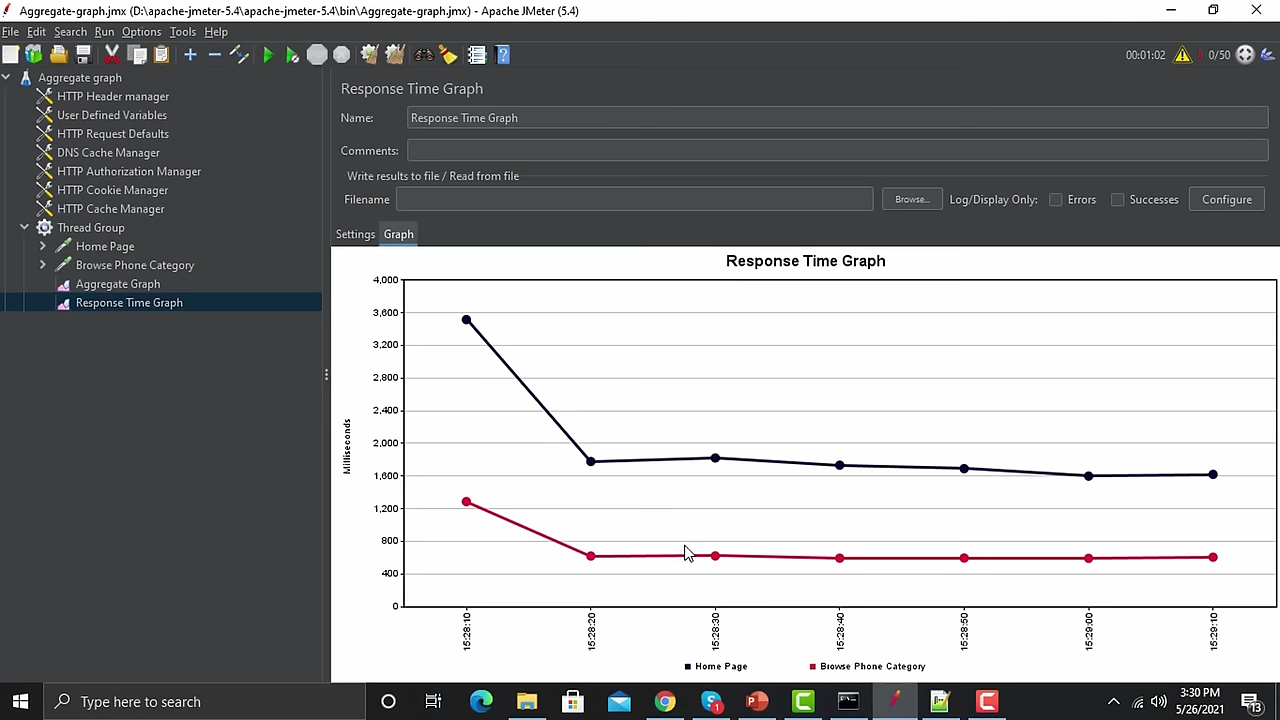 Aggregate-graph.jmx (D:\apache-jmeter-5.4\apache-jmeter-5.4\bin\Aggregate-graph.jmx) - Apache JMeter (5.4)
File Edit Search Run Options Tools Help
00:01:02 0/50
Aggregate graph
HTTP Header manager
User Defined Variables
HTTP Request Defaults
DNS Cache Manager
HTTP Authorization Manager
HTTP Cookie Manager
HTTP Cache Manager
Thread Group
Home Page
Browse Phone Category
Aggregate Graph
Response Time Graph
Response Time Graph
Name: Response Time Graph
Comments:
Write results to file / Read from file
Filename Browse... Log/Display Only: Errors Successes Configure
Settings Graph
Response Time Graph
4,000
3,600
3,200
2,800
2,400
2,000
1,600
1,200
800
400
0
Milliseconds
15:28:10 15:28:20 15:28:30 15:28:40 15:28:50 15:29:00 15:29:10
Home Page Browse Phone Category
Type here to search
1
3:30 PM
5/26/2021
13